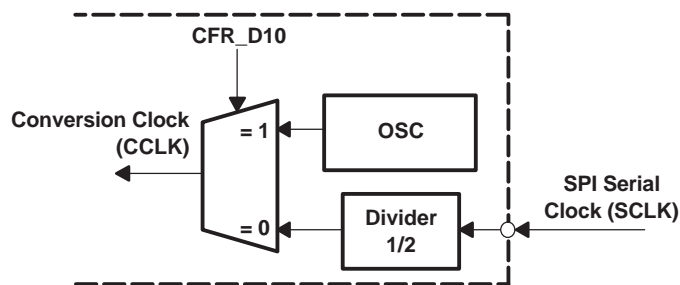 CFR_D10
Conversion Clock
(CCLK)
= 1
OSC
= 0
Divider
1/2
SPI Serial
Clock (SCLK)